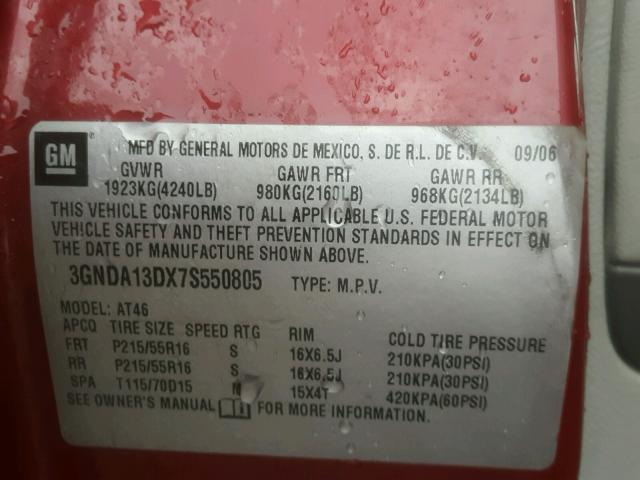 GM
MFD BY GENERAL MOTORS DE MEXICO, S. DE R.L. DE C.V. 09/06
GVWR GAWR FRT GAWR RR
1923KG(4240LB) 980KG(2160LB) 968KG(2134LB)
THIS VEHICLE CONFORMS TO ALL APPLICABLE U.S. FEDERAL MOTOR
VEHICLE SAFETY AND THEFT PREVENTION STANDARDS IN EFFECT ON
THE DATE OF MANUFACTURE SHOWN ABOVE.
3GNDA13DX7S550805 TYPE: M.P.V.
MODEL: AT46
APCQ TIRE SIZE SPEED RTG RIM COLD TIRE PRESSURE
FRT P215/55R16 S 16X6.5J 210KPA(30PSI)
RR P215/55R16 S 16X6.5J 210KPA(30PSI)
SPA T115/70D15 M 15X4T 420KPA(60PSI)
SEE OWNER'S MANUAL FOR MORE INFORMATION.